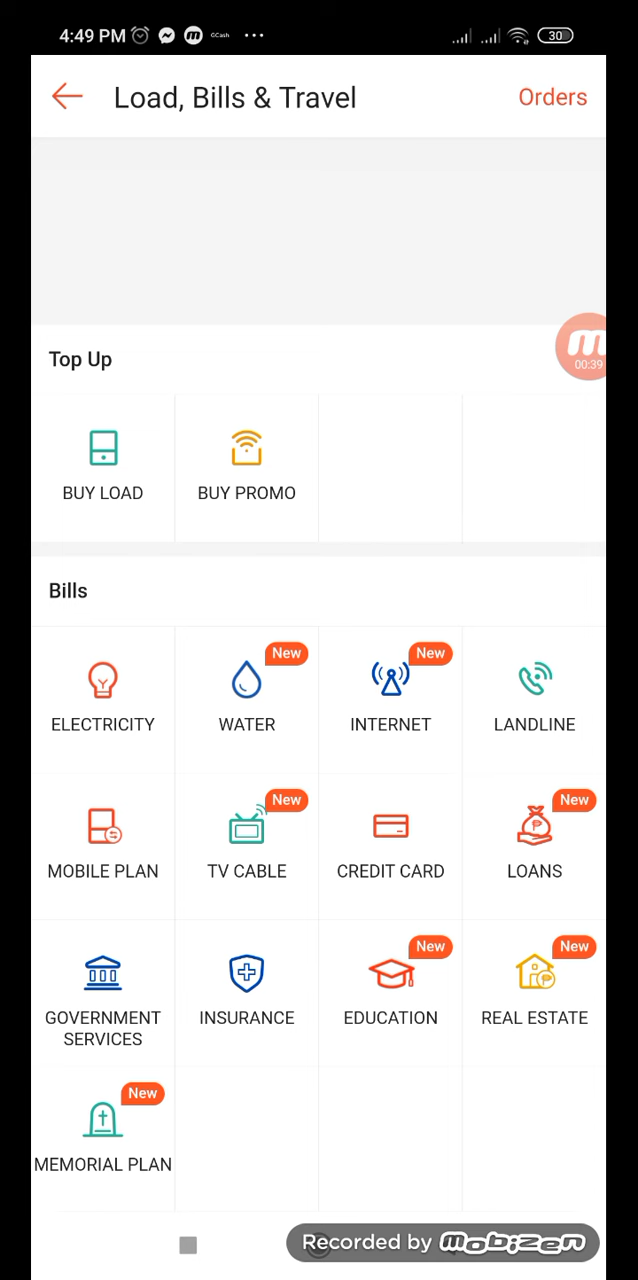 4:49 PM GCash 30
Load, Bills & Travel Orders
Top Up
m
00:39
BUY LOAD BUY PROMO
Bills
New New
ELECTRICITY WATER INTERNET LANDLINE
New New
MOBILE PLAN TV CABLE CREDIT CARD LOANS
New New
GOVERNMENT SERVICES INSURANCE EDUCATION REAL ESTATE
New
MEMORIAL PLAN
Recorded by mobizen